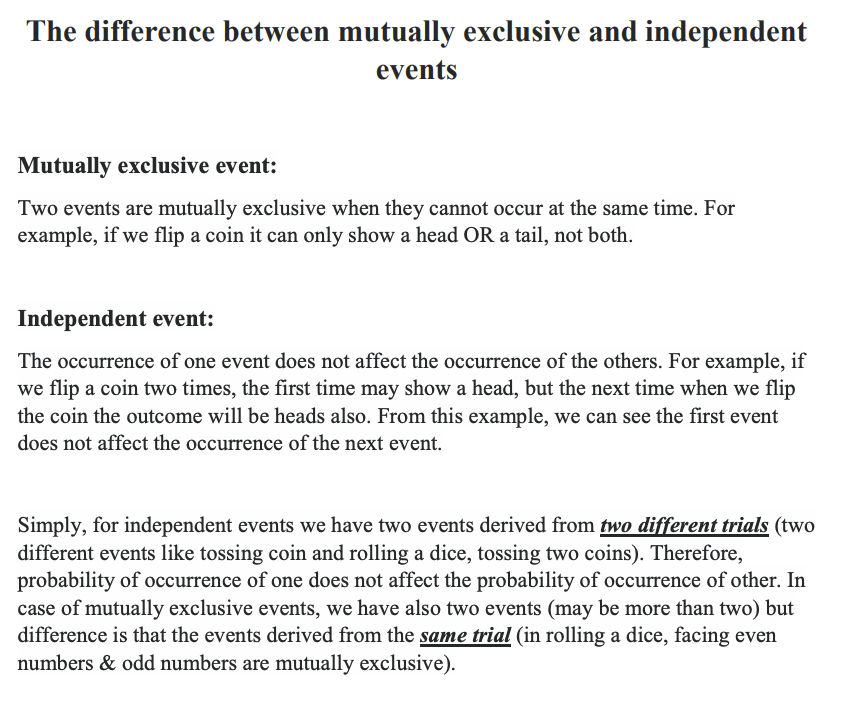 The difference between mutually exclusive and independent
events
Mutually exclusive event:
Two events are mutually exclusive when they cannot occur at the same time. For
example, if we flip a coin it can only show a head OR a tail, not both.
Independent event:
The occurrence of one event does not affect the occurrence of the others. For example, if
we flip a coin two times, the first time may show a head, but the next time when we flip
the coin the outcome will be heads also. From this example, we can see the first event
does not affect the occurrence of the next event.
Simply, for independent events we have two events derived from two different trials (two
different events like tossing coin and rolling a dice, tossing two coins). Therefore,
probability of occurrence of one does not affect the probability of occurrence of other. In
case of mutually exclusive events, we have also two events (may be more than two) but
difference is that the events derived from the same trial (in rolling a dice, facing even
numbers & odd numbers are mutually exclusive).